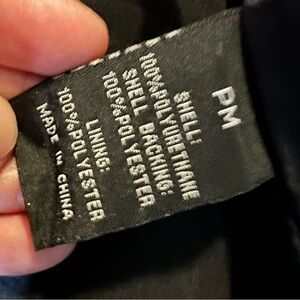 PM
SHELL:
100%POLYURETHANE
SHELL BACKING:
100%POLYESTER
LINING:
100%POLYESTER
MADE IN CHINA